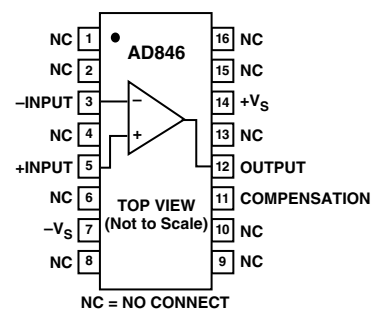 NC 1 16 NC
AD846
NC 2 15 NC
–INPUT 3 – 14 +VS
NC 4 13 NC
+INPUT 5 + 12 OUTPUT
NC 6 11 COMPENSATION
TOP VIEW
–VS 7 (Not to Scale) 10 NC
NC 8 9 NC
NC = NO CONNECT